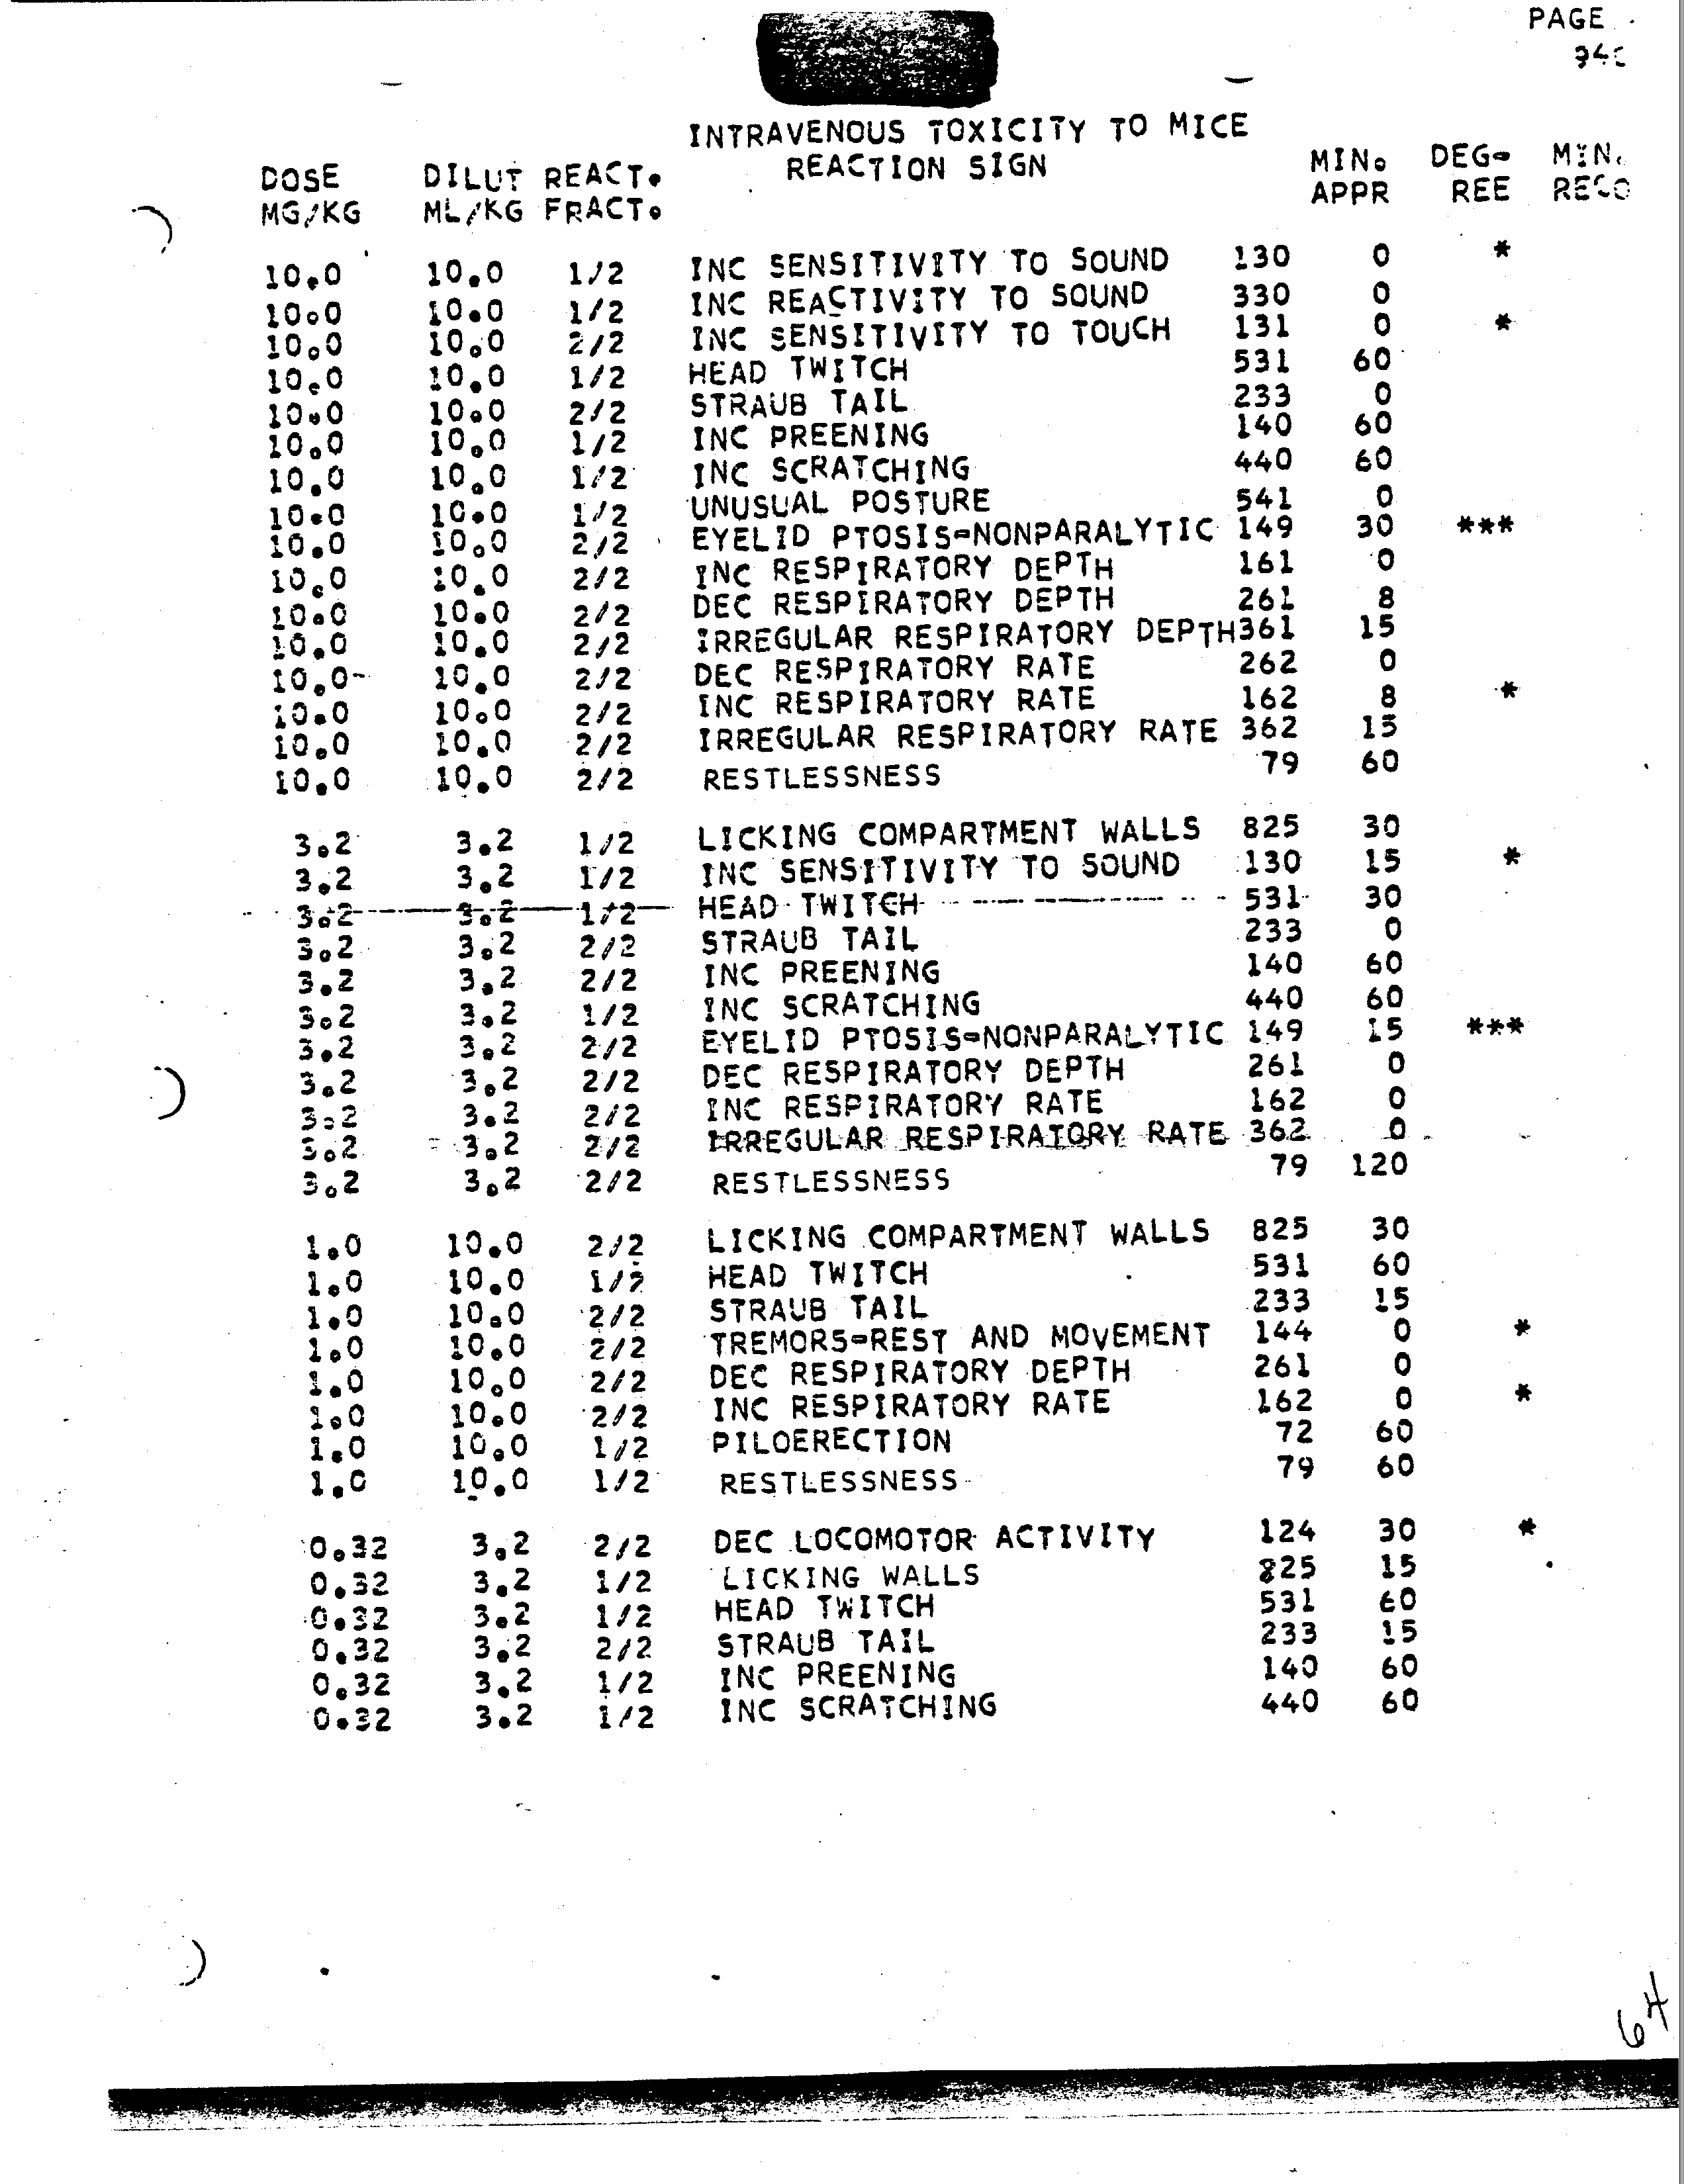 PAGE
INTRAVENOUS TOXICITY TO MICE
DOSE DILUT REACT. REACTION SIGN MIN. DEG- MIN.
MG/KG ML/KG FRACT. APPR REE RECO
10.0 10.0 1/2 INC SENSITIVITY TO SOUND 130 0 *
10.0 10.0 1/2 INC REACTIVITY TO SOUND 330 0
10.0 10.0 2/2 INC SENSITIVITY TO TOUCH 131 0 *
10.0 10.0 1/2 HEAD TWITCH 531 60
10.0 10.0 2/2 STRAUB TAIL 233 0
10.0 10.0 1/2 INC PREENING 140 60
10.0 10.0 1/2 INC SCRATCHING 440 60
10.0 10.0 1/2 UNUSUAL POSTURE 541 0
10.0 10.0 2/2 EYELID PTOSIS=NONPARALYTIC 149 30 ***
10.0 10.0 2/2 INC RESPIRATORY DEPTH 161 0
10.0 10.0 2/2 DEC RESPIRATORY DEPTH 261 8
10.0 10.0 2/2 IRREGULAR RESPIRATORY DEPTH361 15
10.0 10.0 2/2 DEC RESPIRATORY RATE 262 0
10.0 10.0 2/2 INC RESPIRATORY RATE 162 8 *
10.0 10.0 2/2 IRREGULAR RESPIRATORY RATE 362 15
10.0 10.0 2/2 RESTLESSNESS 79 60
3.2 3.2 1/2 LICKING COMPARTMENT WALLS 825 30
3.2 3.2 1/2 INC SENSITIVITY TO SOUND 130 15 *
3.2 3.2 1/2 HEAD TWITCH 531 30
3.2 3.2 2/2 STRAUB TAIL 233 0
3.2 3.2 2/2 INC PREENING 140 60
3.2 3.2 1/2 INC SCRATCHING 440 60
3.2 3.2 2/2 EYELID PTOSIS=NONPARALYTIC 149 15 ***
3.2 3.2 2/2 DEC RESPIRATORY DEPTH 261 0
3.2 3.2 2/2 INC RESPIRATORY RATE 162 0
3.2 3.2 2/2 IRREGULAR RESPIRATORY RATE 362 0
3.2 3.2 2/2 RESTLESSNESS 79 120
1.0 10.0 2/2 LICKING COMPARTMENT WALLS 825 30
1.0 10.0 1/2 HEAD TWITCH 531 60
1.0 10.0 2/2 STRAUB TAIL 233 15
1.0 10.0 2/2 TREMORS=REST AND MOVEMENT 144 0 *
1.0 10.0 2/2 DEC RESPIRATORY DEPTH 261 0
1.0 10.0 2/2 INC RESPIRATORY RATE 162 0 *
1.0 10.0 1/2 PILOERECTION 72 60
1.0 10.0 1/2 RESTLESSNESS 79 60
0.32 3.2 2/2 DEC LOCOMOTOR ACTIVITY 124 30 *
0.32 3.2 1/2 LICKING WALLS 825 15
0.32 3.2 1/2 HEAD TWITCH 531 60
0.32 3.2 2/2 STRAUB TAIL 233 15
0.32 3.2 1/2 INC PREENING 140 60
0.32 3.2 1/2 INC SCRATCHING 440 60
64